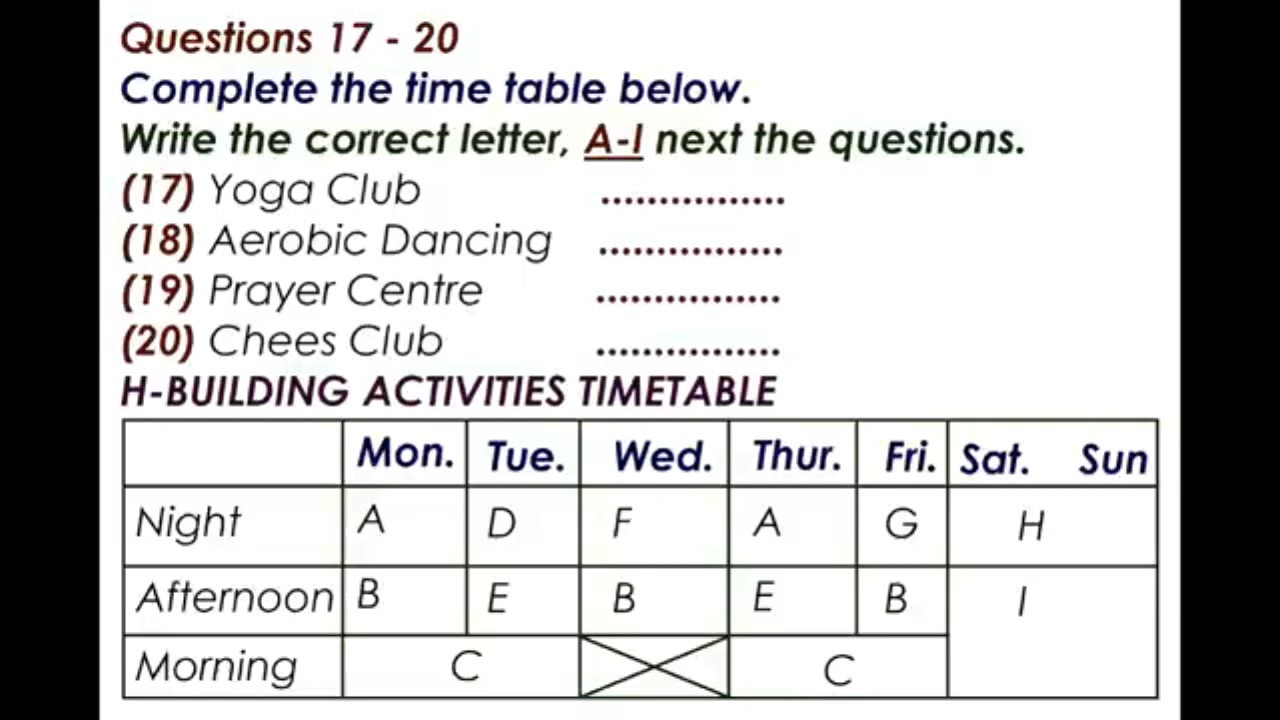 Questions 17 - 20
Complete the time table below.
Write the correct letter, A-I next the questions.
(17) Yoga Club ................
(18) Aerobic Dancing ................
(19) Prayer Centre ................
(20) Chees Club ................
H-BUILDING ACTIVITIES TIMETABLE
Mon. Tue. Wed. Thur. Fri. Sat. Sun
Night A D F A G H
Afternoon B E B E B I
Morning C C